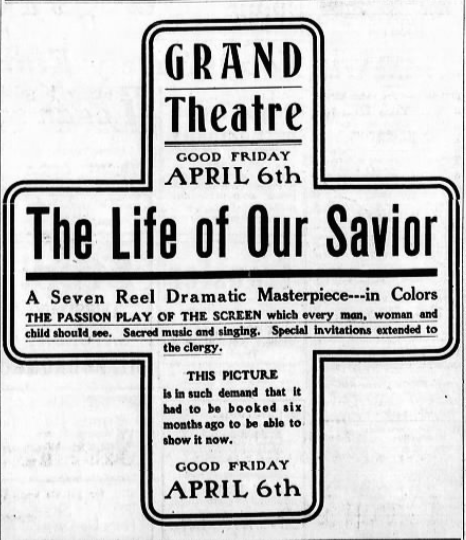 GRAND
Theatre
GOOD FRIDAY
APRIL 6th
The Life of Our Savior
A Seven Reel Dramatic Masterpiece---in Colors
THE PASSION PLAY OF THE SCREEN which every man, woman and
child should see. Sacred music and singing. Special invitations extended to
the clergy.
THIS PICTURE
is in such demand that it
had to be booked six
months ago to be able to
show it now.
GOOD FRIDAY
APRIL 6th